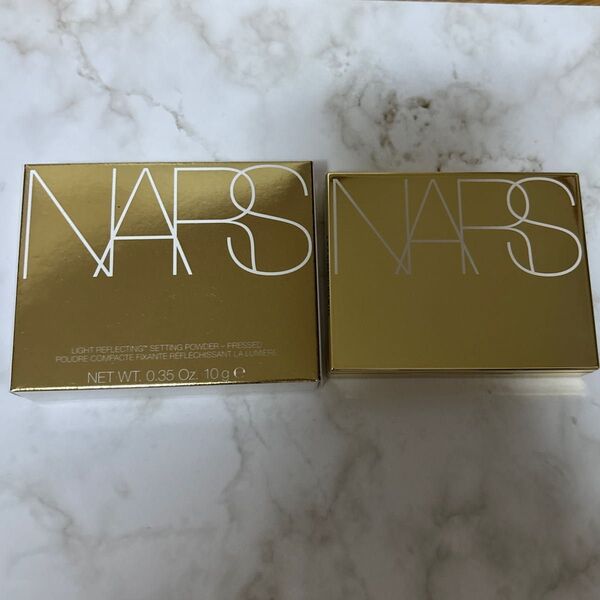 NARS
LIGHT REFLECTING™ SETTING POWDER – PRESSED
POUDRE COMPACTE FIXANTE RÉFLÉCHISSANT LA LUMIÈRE
NET WT. 0.35 Oz. 10 g ℮
NARS